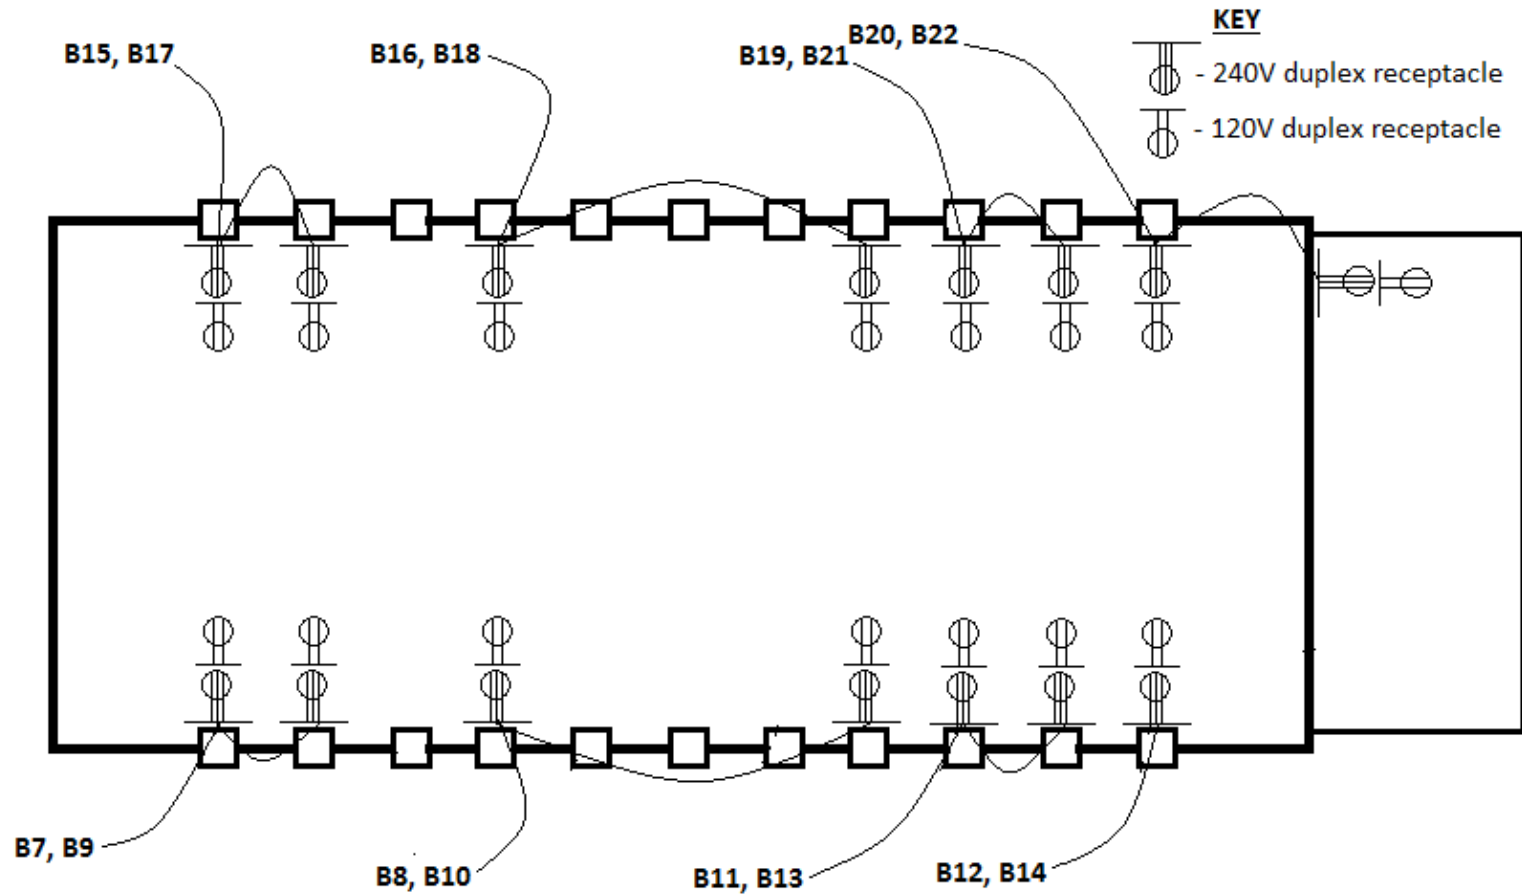 KEY
B15, B17
B16, B18
B19, B21
B20, B22
- 240V duplex receptacle
- 120V duplex receptacle
B7, B9
B8, B10
B11, B13
B12, B14